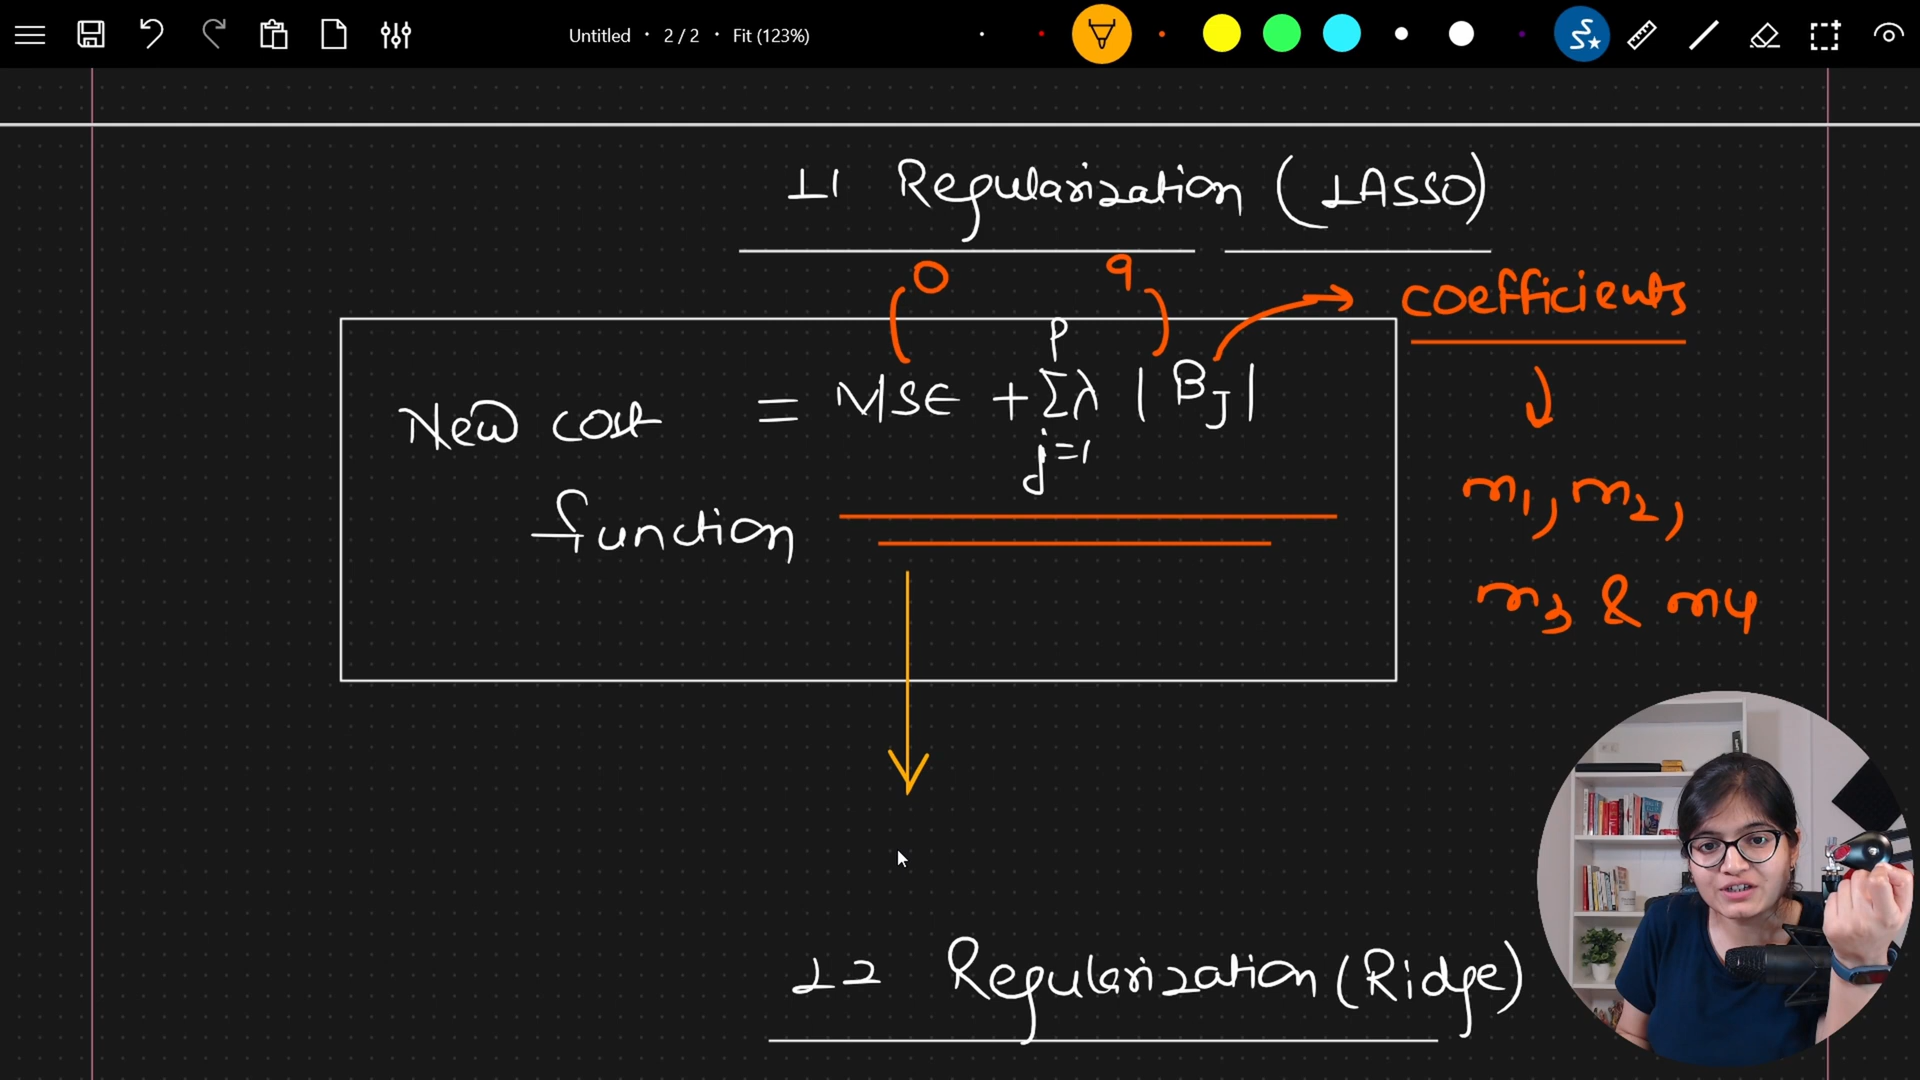 Untitled · 2 / 2 · Fit (123%)
L1 Regularization (LASSO)
0 9
coefficients
P
New cost = MSE + Σλ | BJ |
j=1
function
m1, m2,
m3 & m4
L2 Regularization (Ridge)